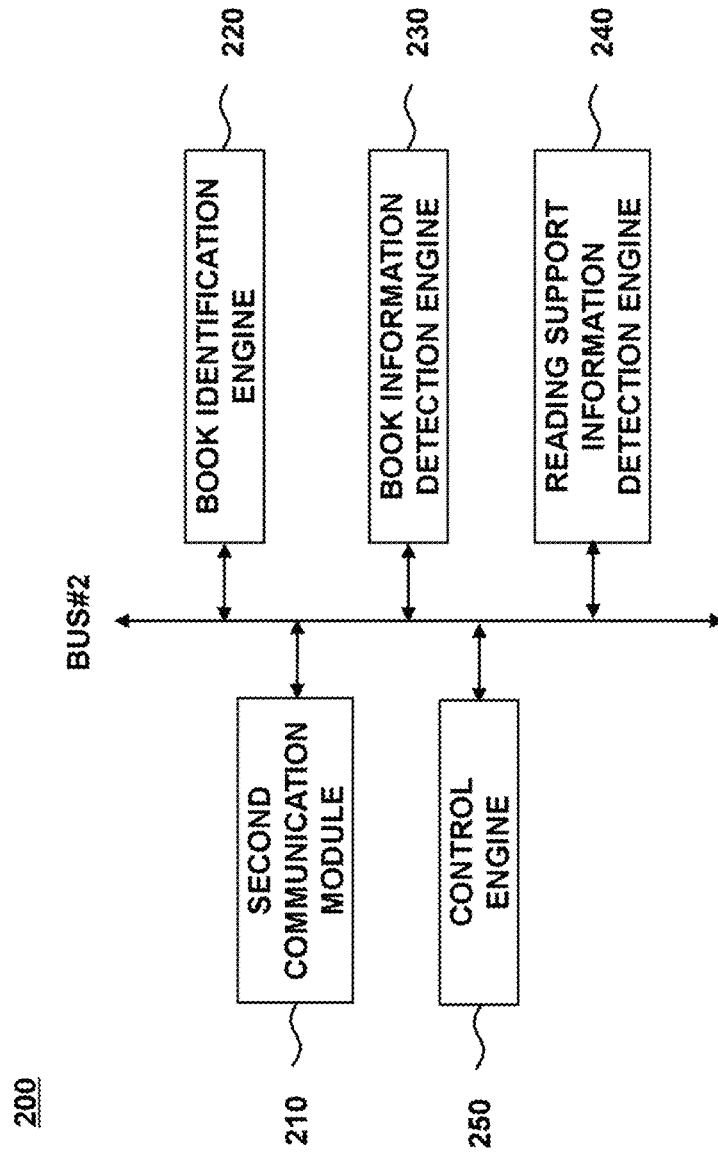 200
BUS#2
SECOND
COMMUNICATION
MODULE
210
CONTROL
ENGINE
250
BOOK IDENTIFICATION
ENGINE
220
BOOK INFORMATION
DETECTION ENGINE
230
READING SUPPORT
INFORMATION
DETECTION ENGINE
240